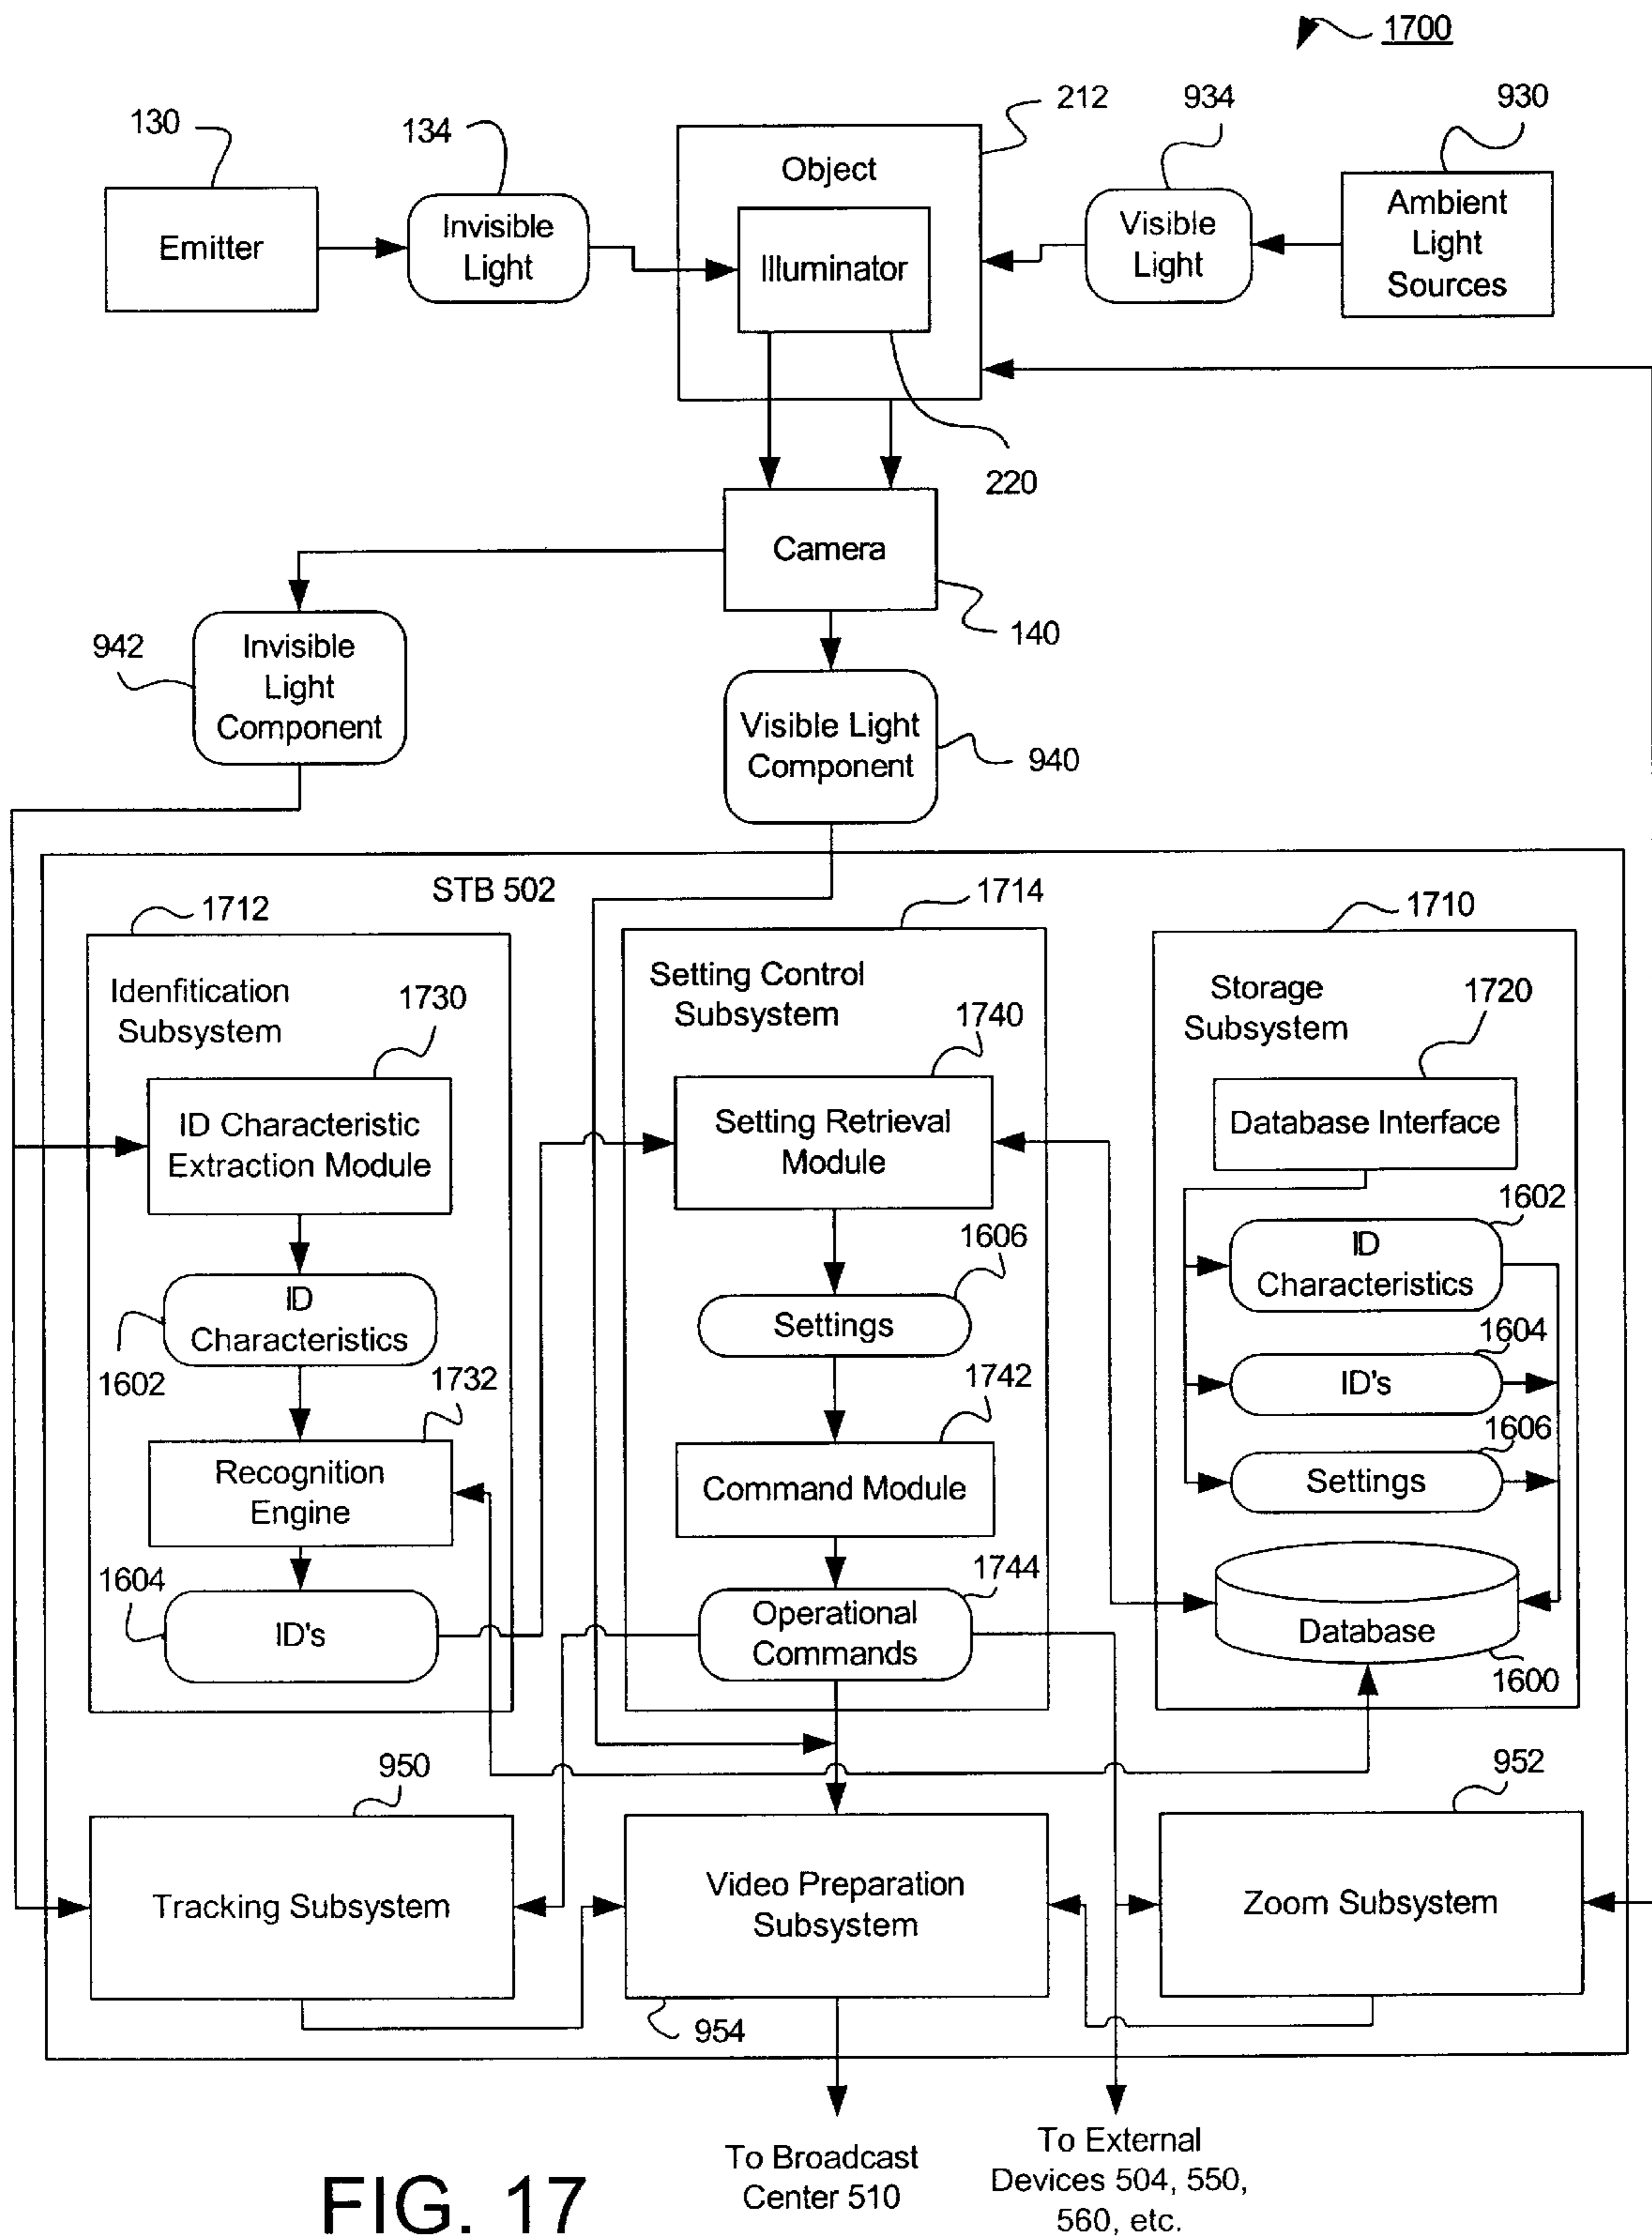 1700
130
134
212
934
930
Object
Emitter
Invisible
Light
Illuminator
Visible
Light
Ambient
Light
Sources
220
Camera
140
942
Invisible
Light
Component
Visible Light
Component
940
STB 502
1712
1714
1710
Idenfitication
Subsystem
1730
Setting Control
Subsystem
1740
Storage
Subsystem
1720
ID Characteristic
Extraction Module
Setting Retrieval
Module
Database Interface
1602
ID
Characteristics
1606
ID
Characteristics
Settings
1604
1602
1732
1742
ID's
1606
Recognition
Engine
Command Module
Settings
1604
1744
ID's
Operational
Commands
Database
1600
950
952
Tracking Subsystem
Video Preparation
Subsystem
Zoom Subsystem
954
To Broadcast
Center 510
To External
Devices 504, 550,
560, etc.
FIG. 17